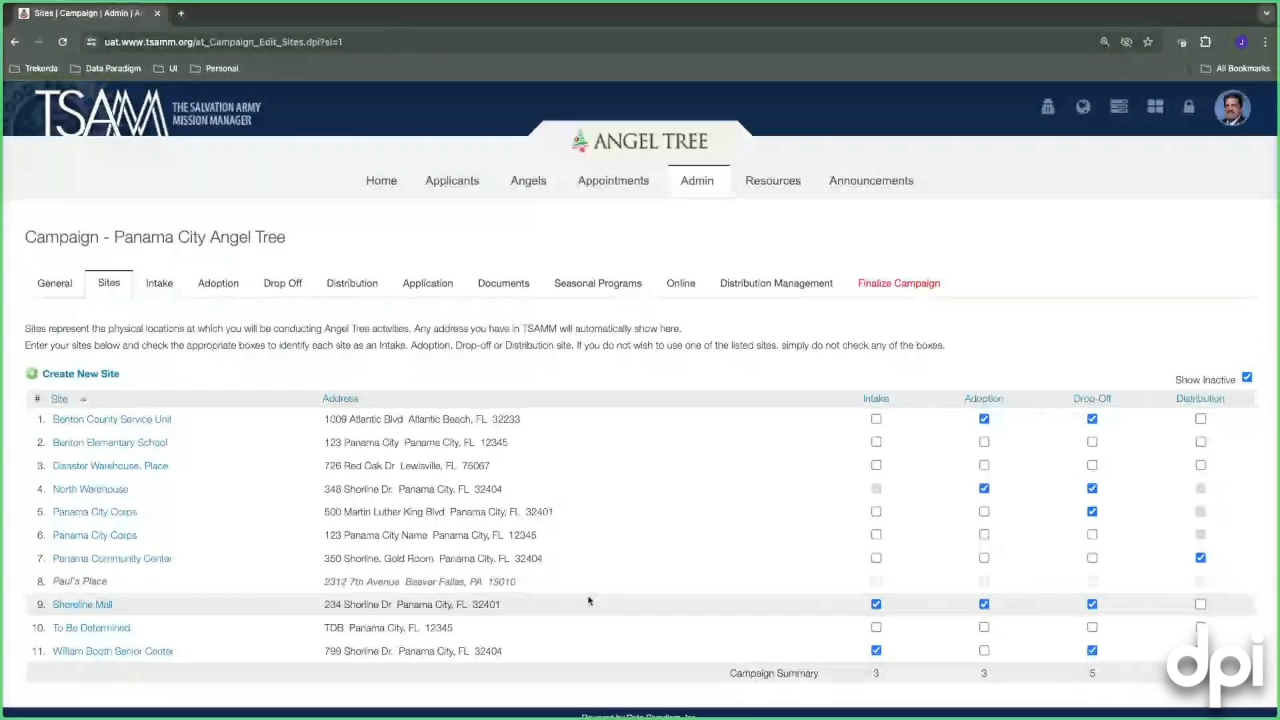 Sites | Campaign | Admin | A
uat.www.tsamm.org/at_Campaign_Edit_Sites.dpi?si=1
Trekorda Data Paradigm UI Personal All Bookmarks
TSAMM THE SALVATION ARMY
MISSION MANAGER
ANGEL TREE
Home Applicants Angels Appointments Admin Resources Announcements
Campaign - Panama City Angel Tree
General Sites Intake Adoption Drop Off Distribution Application Documents Seasonal Programs Online Distribution Management Finalize Campaign
Sites represent the physical locations at which you will be conducting Angel Tree activities. Any address you have in TSAMM will automatically show here.
Enter your sites below and check the appropriate boxes to identify each site as an Intake, Adoption, Drop-off or Distribution site. If you do not wish to use one of the listed sites, simply do not check any of the boxes.
Create New Site
Show Inactive
# Site Address Intake Adoption Drop-Off Distribution
1. Benton County Service Unit 1009 Atlantic Blvd Atlantic Beach, FL 32233
2. Benton Elementary School 123 Panama City Panama City, FL 12345
3. Disaster Warehouse, Place 726 Red Oak Dr Lewisville, FL 75067
4. North Warehouse 348 Shorline Dr. Panama City, FL 32404
5. Panama City Corps 500 Martin Luther King Blvd Panama City, FL 32401
6. Panama City Corps 123 Panama City Name Panama City, FL 12345
7. Panama Community Center 350 Shorline, Gold Room Panama City, FL 32404
8. Paul's Place 2312 7th Avenue Beaver Fallas, PA 15010
9. Shoreline Mall 234 Shorline Dr Panama City, FL 32401
10. To Be Determined TDB Panama City, FL 12345
11. William Booth Senior Center 799 Shorline Dr. Panama City, FL 32404
Campaign Summary 3 3 5
dpi
Powered by Data Paradigm, Inc.